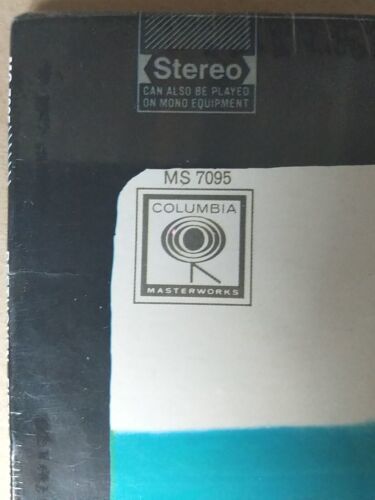 Stereo
CAN ALSO BE PLAYED
ON MONO EQUIPMENT
MS 7095
COLUMBIA
MASTERWORKS